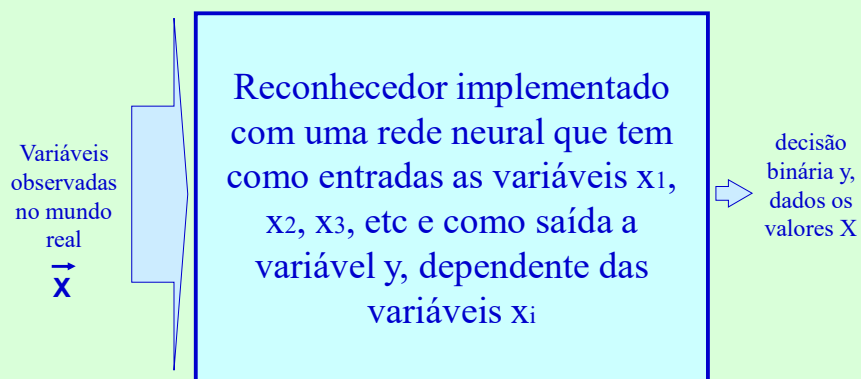 Variáveis
observadas
no mundo
real
X
Reconhecedor implementado
com uma rede neural que tem
como entradas as variáveis x1,
x2, x3, etc e como saída a
variável y, dependente das
variáveis xi
decisão
binária y,
dados os
valores X